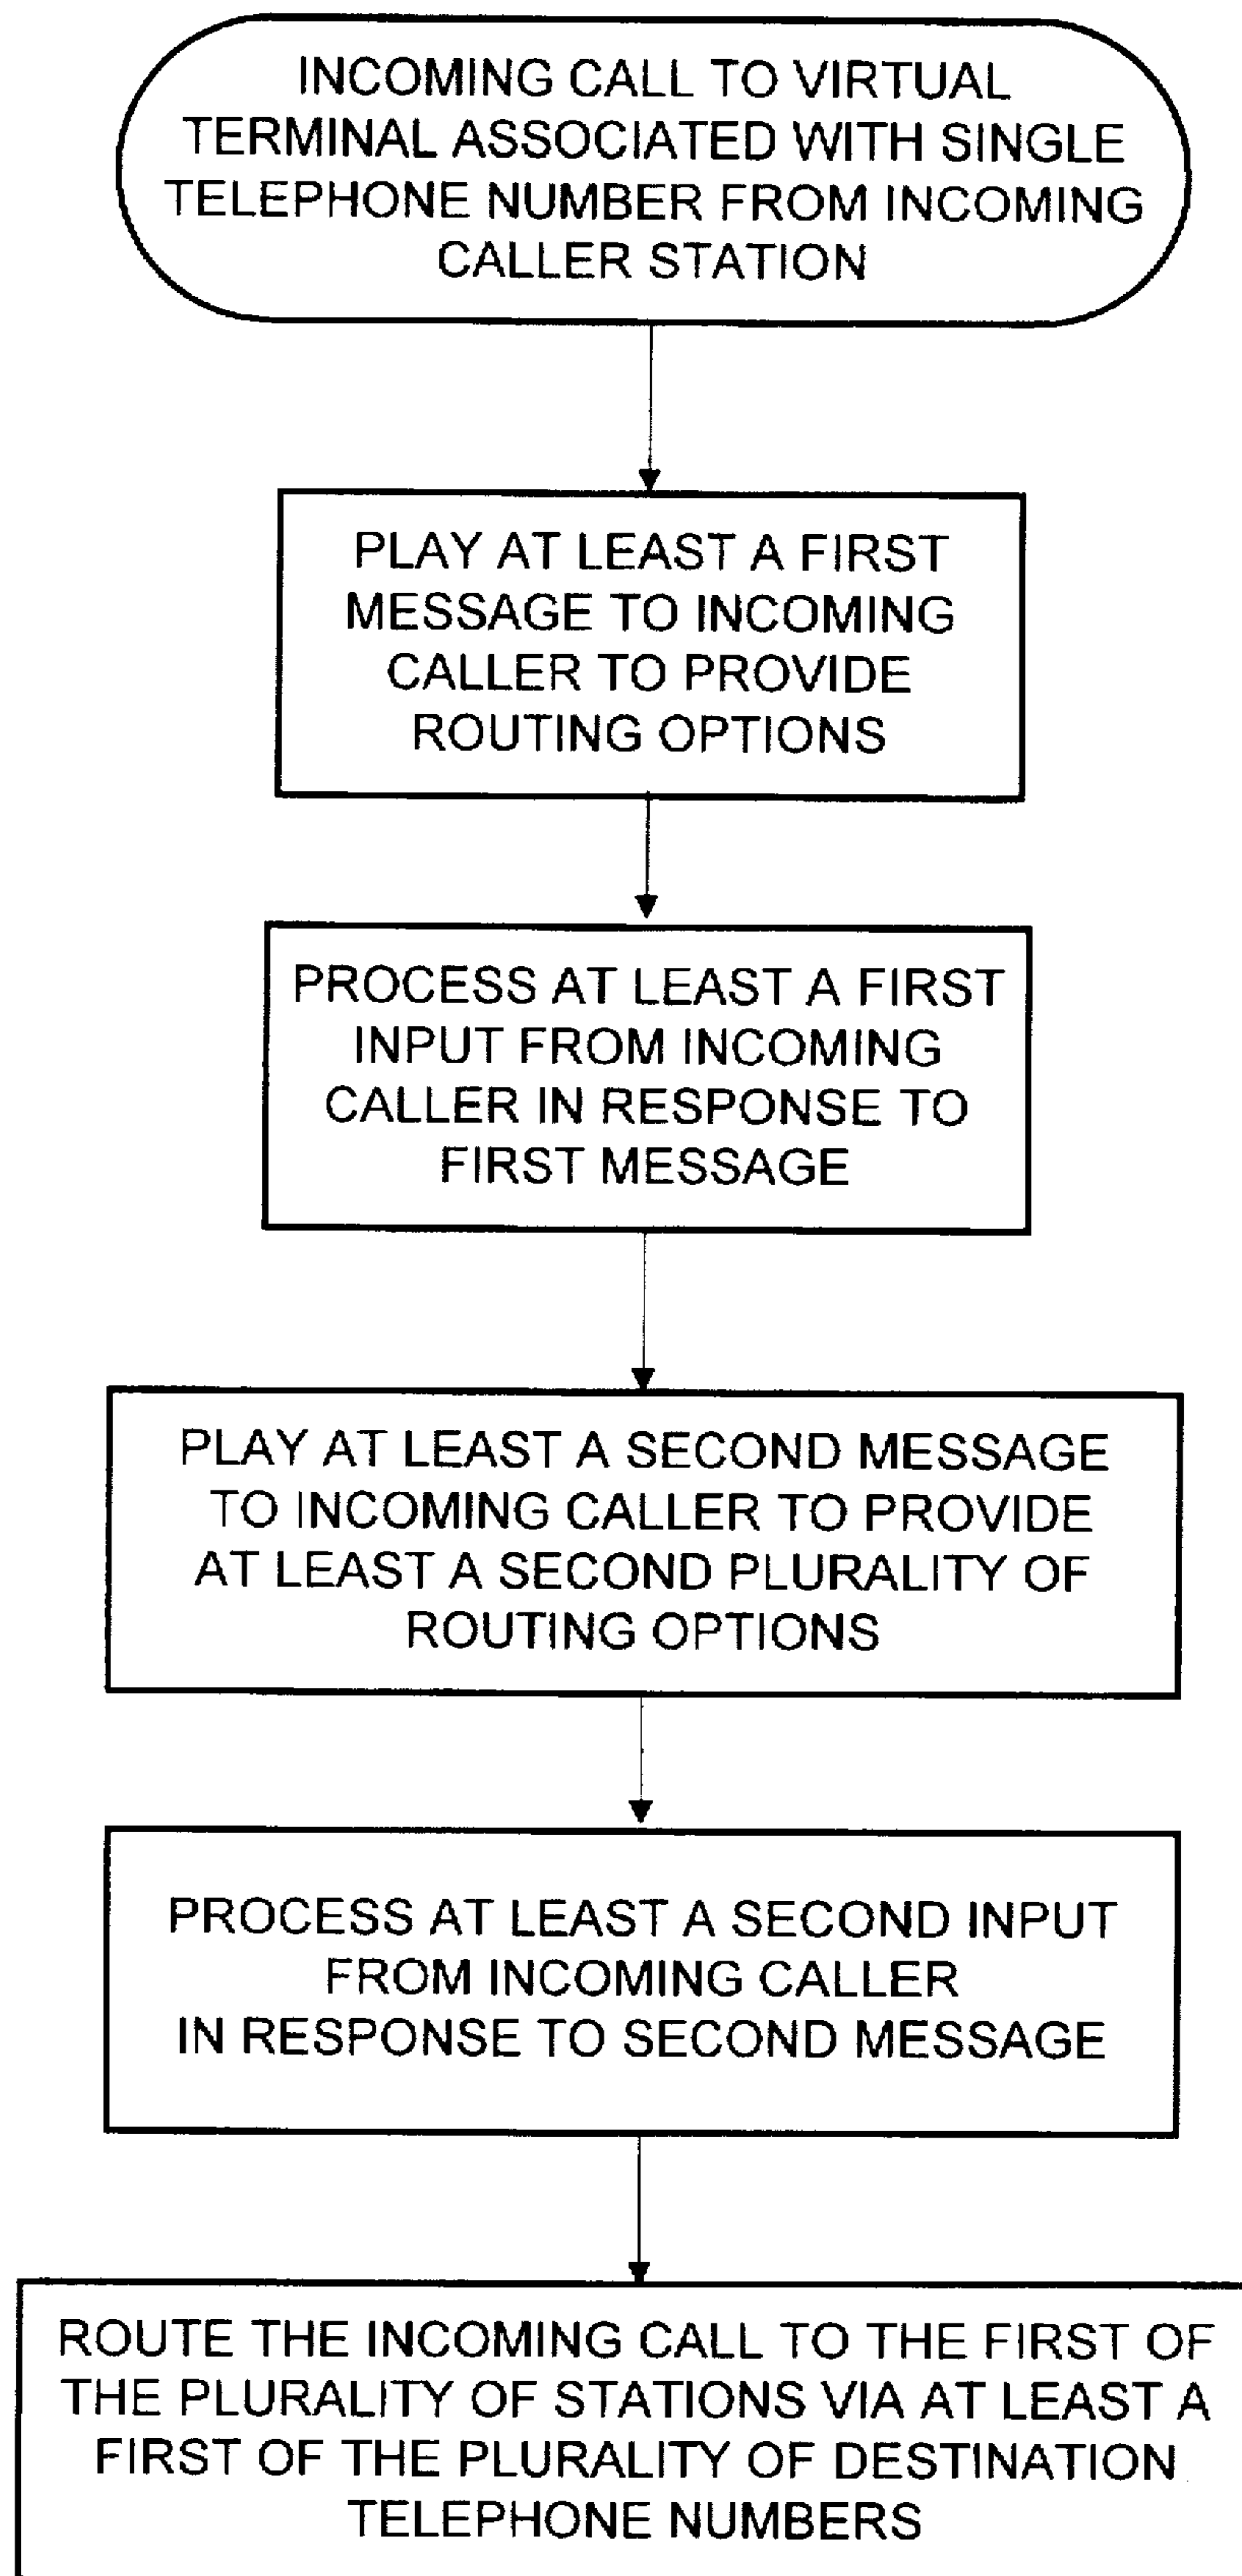 INCOMING CALL TO VIRTUAL
TERMINAL ASSOCIATED WITH SINGLE
TELEPHONE NUMBER FROM INCOMING
CALLER STATION
PLAY AT LEAST A FIRST
MESSAGE TO INCOMING
CALLER TO PROVIDE
ROUTING OPTIONS
PROCESS AT LEAST A FIRST
INPUT FROM INCOMING
CALLER IN RESPONSE TO
FIRST MESSAGE
PLAY AT LEAST A SECOND MESSAGE
TO INCOMING CALLER TO PROVIDE
AT LEAST A SECOND PLURALITY OF
ROUTING OPTIONS
PROCESS AT LEAST A SECOND INPUT
FROM INCOMING CALLER
IN RESPONSE TO SECOND MESSAGE
ROUTE THE INCOMING CALL TO THE FIRST OF
THE PLURALITY OF STATIONS VIA AT LEAST A
FIRST OF THE PLURALITY OF DESTINATION
TELEPHONE NUMBERS